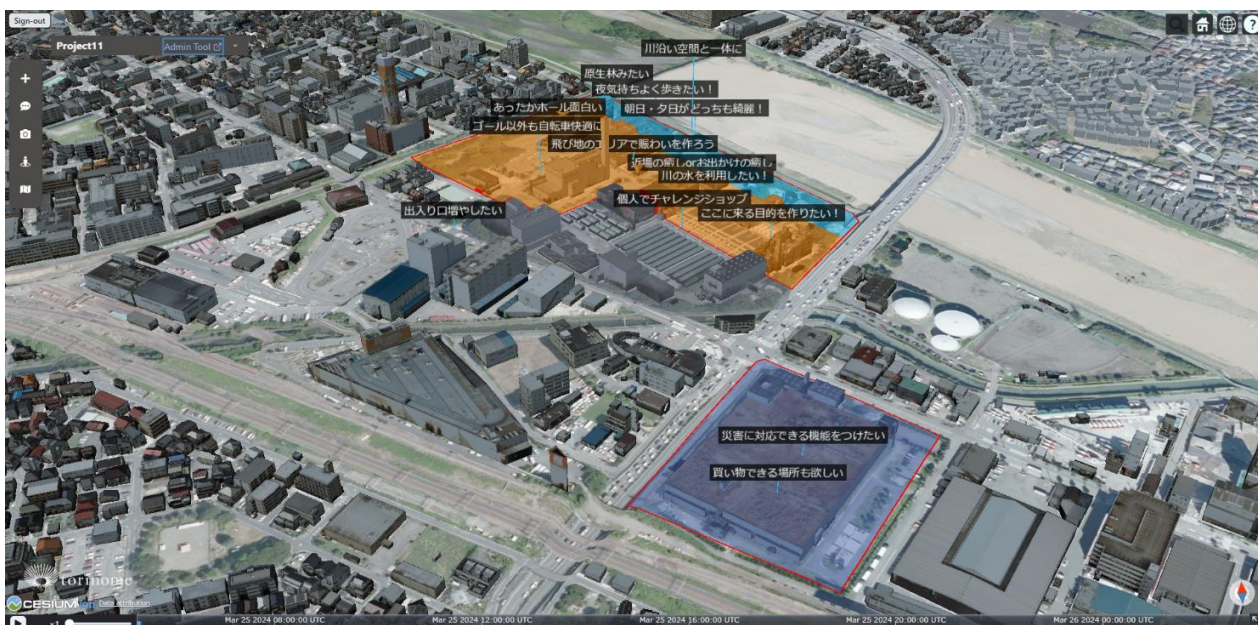 Sign-out
Project11
Admin Tool
川沿い空間と一体に
原生林みたい
夜気持ちよく歩きたい！
あったかホール面白い
朝日・夕日がどっちも綺麗！
ゴール以外も自転車快適に
飛び地のエリアで賑わいを作ろう
近場の癒しorお出かけの癒し
川の水を利用したい！
個人でチャレンジショップ
出入り口増やしたい
ここに来る目的を作りたい！
災害に対応できる機能をつけたい
買い物できる場所も欲しい
torinome
CESIUM ion Data attribution
x1
Mar 25 2024 08:00:00 UTC
Mar 25 2024 12:00:00 UTC
Mar 25 2024 16:00:00 UTC
Mar 25 2024 20:00:00 UTC
Mar 26 2024 00:00:00 UTC